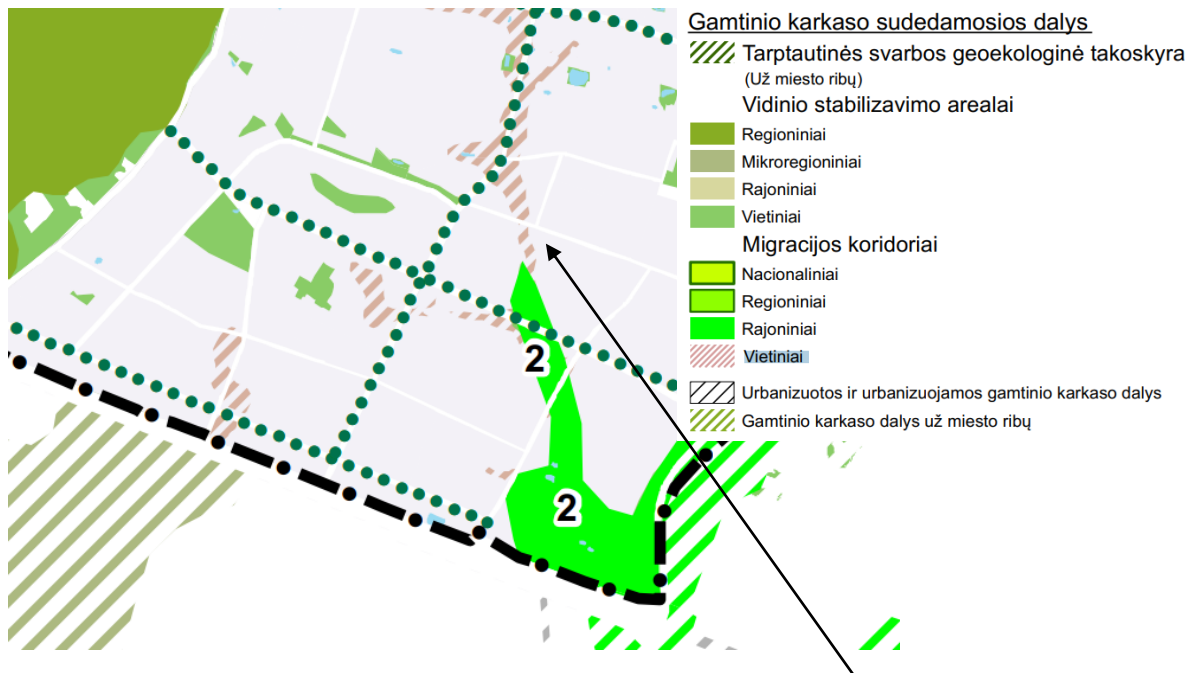 Gamtinio karkaso sudedamosios dalys
Tarptautinės svarbos geoekologinė takoskyra
(Už miesto ribų)
Vidinio stabilizavimo arealai
Regioniniai
Mikroregioniniai
Rajoniniai
Vietiniai
Migracijos koridoriai
Nacionaliniai
Regioniniai
Rajoniniai
Vietiniai
Urbanizuotos ir urbanizuojamos gamtinio karkaso dalys
Gamtinio karkaso dalys už miesto ribų
2
2